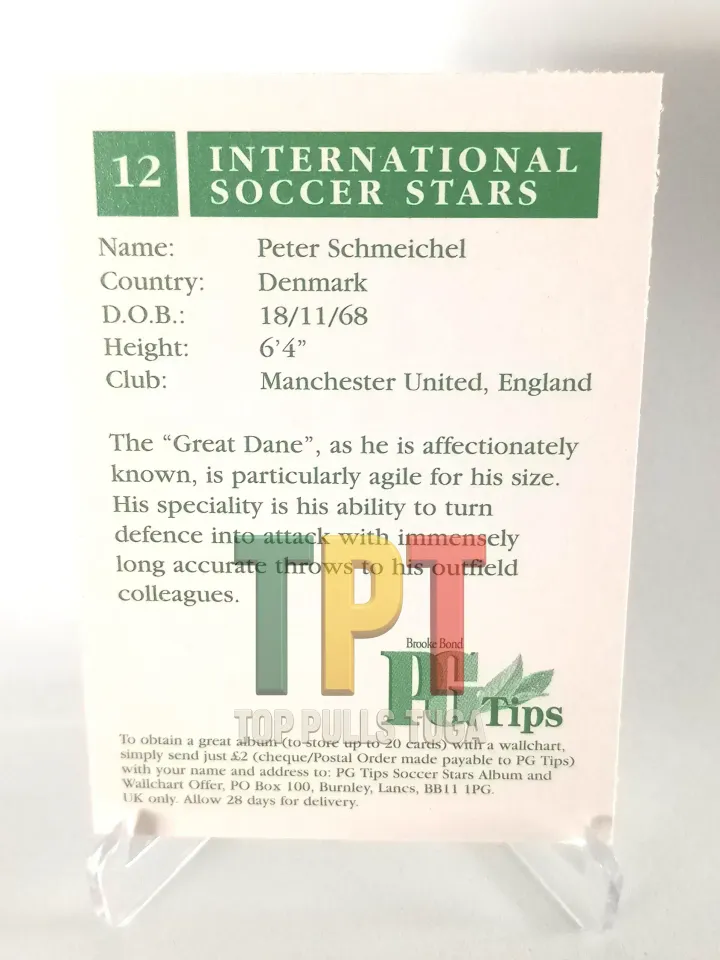 12
INTERNATIONAL
SOCCER STARS
Name: Peter Schmeichel
Country: Denmark
D.O.B.: 18/11/68
Height: 6'4"
Club: Manchester United, England
The “Great Dane”, as he is affectionately
known, is particularly agile for his size.
His speciality is his ability to turn
defence into attack with immensely
long accurate throws to his outfield
colleagues.
TPT
TOP PULLS TUGA
Brooke Bond
PG Tips
To obtain a great album (to store up to 20 cards) with a wallchart,
simply send just £2 (cheque/Postal Order made payable to PG Tips)
with your name and address to: PG Tips Soccer Stars Album and
Wallchart Offer, PO Box 100, Burnley, Lancs, BB11 1PG.
UK only. Allow 28 days for delivery.